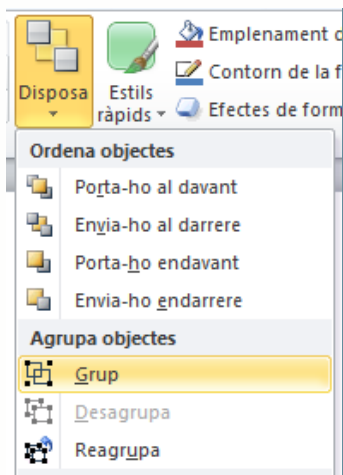 Disposa
Estils
ràpids
Emplenament
Contorn de la
Efectes de
Ordena objectes
Porta-ho al davant
Envia-ho al darrere
Porta-ho endavant
Envia-ho endarrere
Agrupa objectes
Grup
Desagrupa
Reagrupa